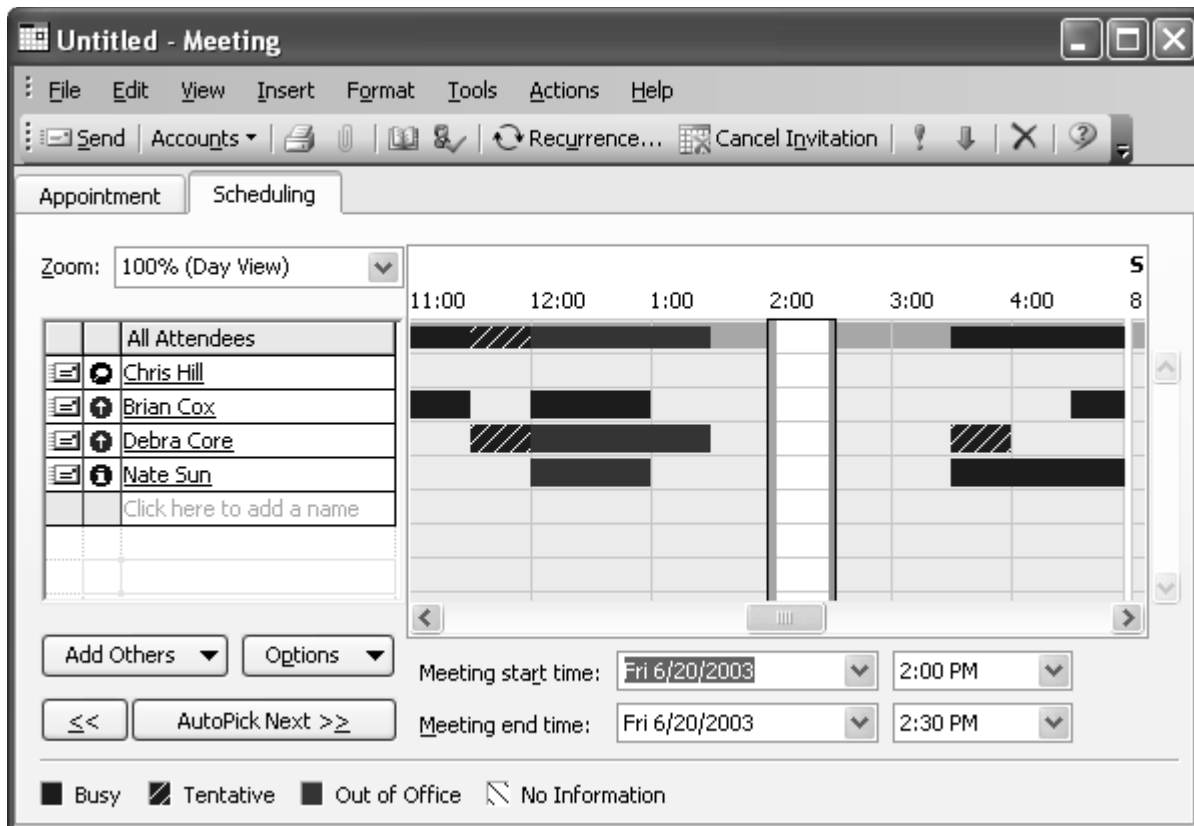 Untitled - Meeting
File Edit View Insert Format Tools Actions Help
Send Accounts Recurrence... Cancel Invitation
Appointment Scheduling
Zoom: 100% (Day View)
S
11:00 12:00 1:00 2:00 3:00 4:00 8
All Attendees
Chris Hill
Brian Cox
Debra Core
Nate Sun
Click here to add a name
Add Others Options
Meeting start time: Fri 6/20/2003 2:00 PM
<< AutoPick Next >>
Meeting end time: Fri 6/20/2003 2:30 PM
Busy Tentative Out of Office No Information